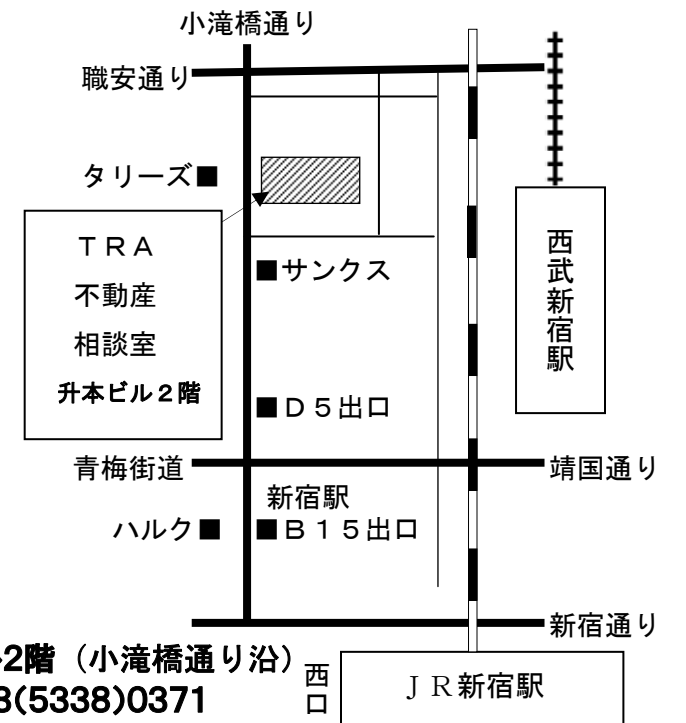 小滝橋通り
職安通り
タリーズ■
ＴＲＡ
不動産
相談室
升本ビル２階
■サンクス
西武新宿駅
■Ｄ５出口
青梅街道
靖国通り
新宿駅
ハルク■
■Ｂ１５出口
新宿通り
2階（小滝橋通り沿）
西口
ＪＲ新宿駅
(5338)0371